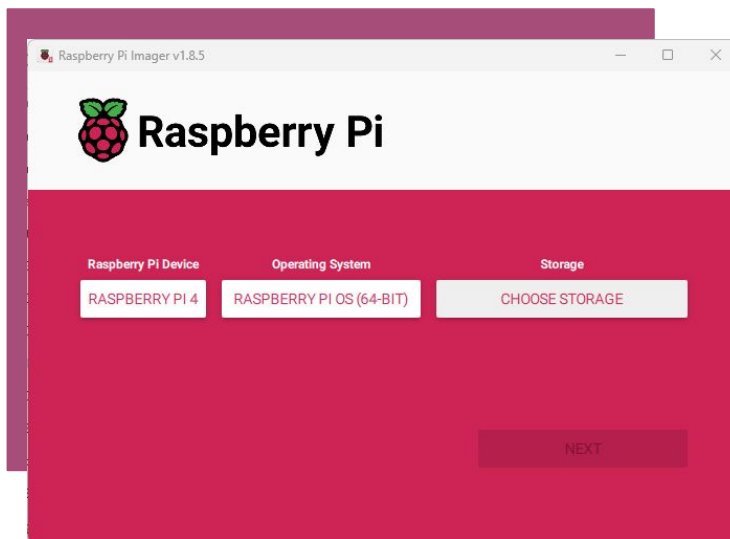 Raspberry Pi Imager v1.8.5
Raspberry Pi
Raspberry Pi Device Operating System Storage
RASPBERRY PI 4 RASPBERRY PI OS (64-BIT) CHOOSE STORAGE
NEXT